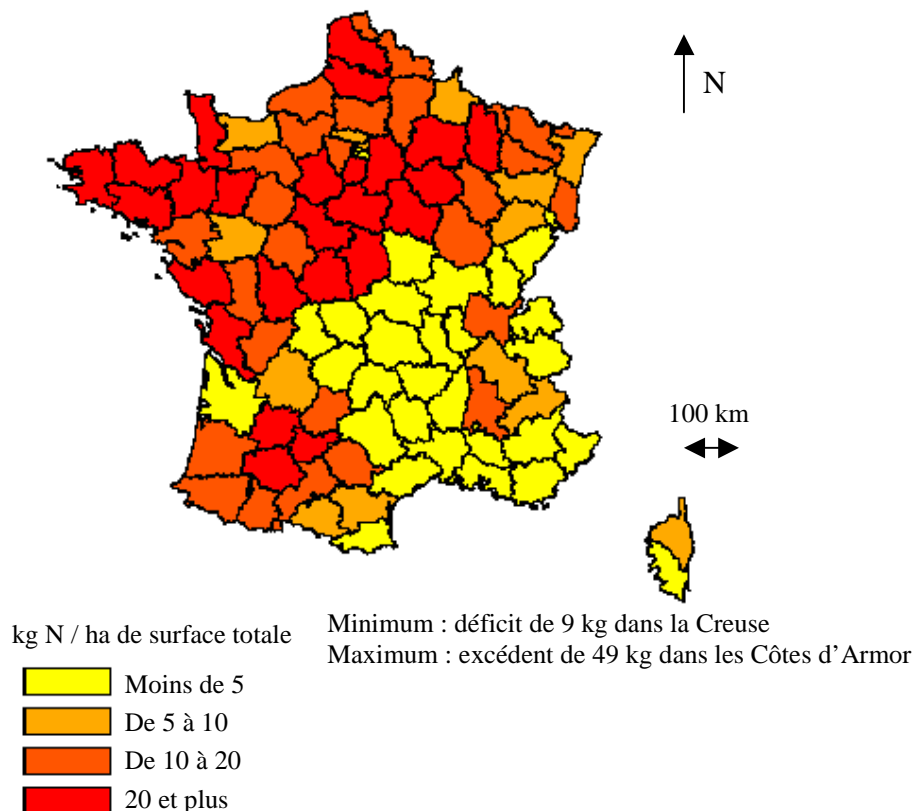 N
100 km
kg N / ha de surface totale
Minimum : déficit de 9 kg dans la Creuse
Maximum : excédent de 49 kg dans les Côtes d’Armor
Moins de 5
De 5 à 10
De 10 à 20
20 et plus